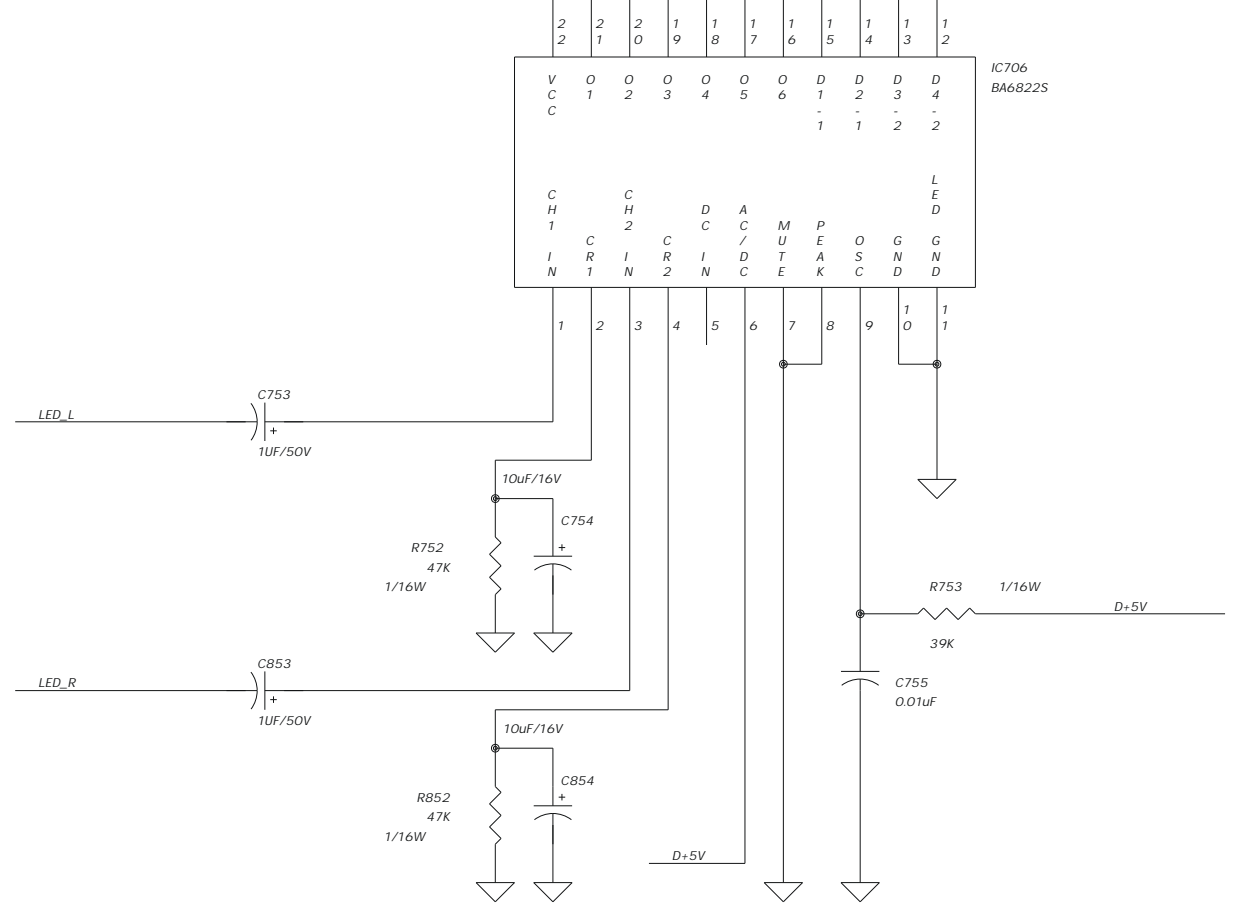 22 21 20 19 18 17 16 15 14 13 12
IC706
BA6822S
VCC O1 O2 O3 O4 O5 O6 D1-1 D2-1 D3-2 D4-2
CH1 IN CR1 CH2 IN CR2 DC IN AC/DC MUTE PEAK OSC GND LED GND
1 2 3 4 5 6 7 8 9 10 11
C753
LED_L
+
1UF/50V
10uF/16V
C754
+
R752
47K
1/16W
R753 1/16W
D+5V
39K
C853
LED_R
+
1UF/50V
C755
0.01uF
10uF/16V
C854
+
R852
47K
1/16W
D+5V